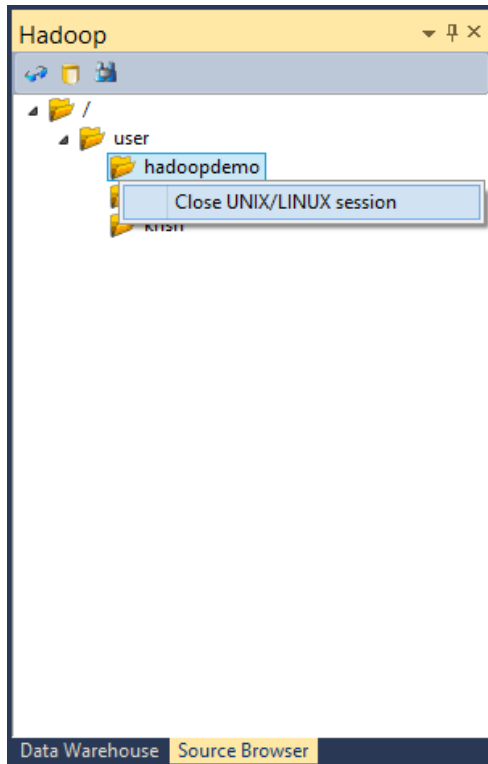 Hadoop
/
user
hadoopdemo
Close UNIX/LINUX session
Data Warehouse Source Browser